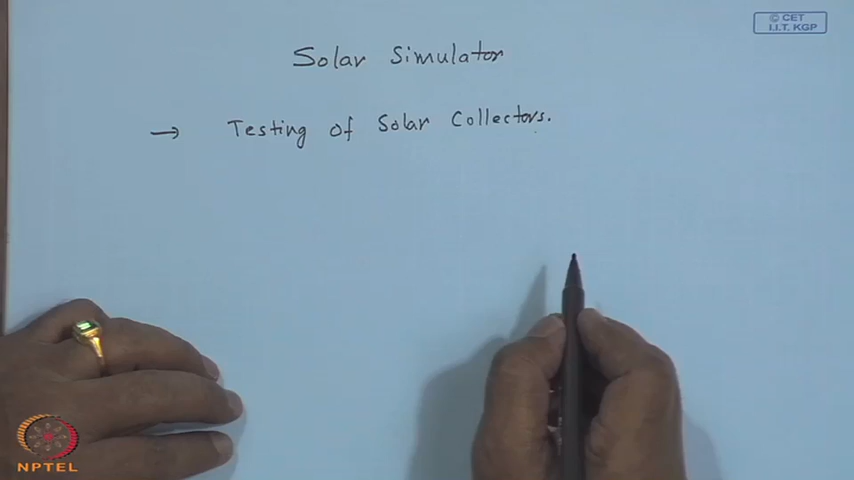 © CET
I.I.T. KGP
Solar Simulator
→ Testing of Solar Collectors.
NPTEL